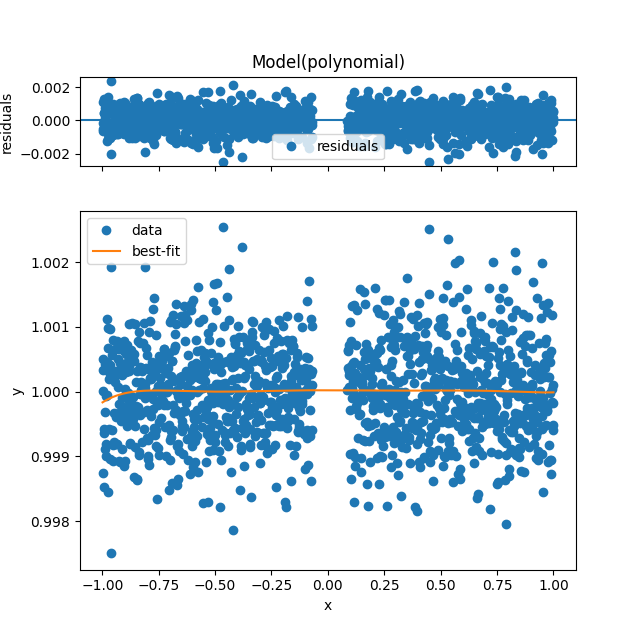 Model(polynomial)
residuals
0.002
0.000
−0.002
residuals
data
best-fit
y
1.002
1.001
1.000
0.999
0.998
−1.00 −0.75 −0.50 −0.25 0.00 0.25 0.50 0.75 1.00
x